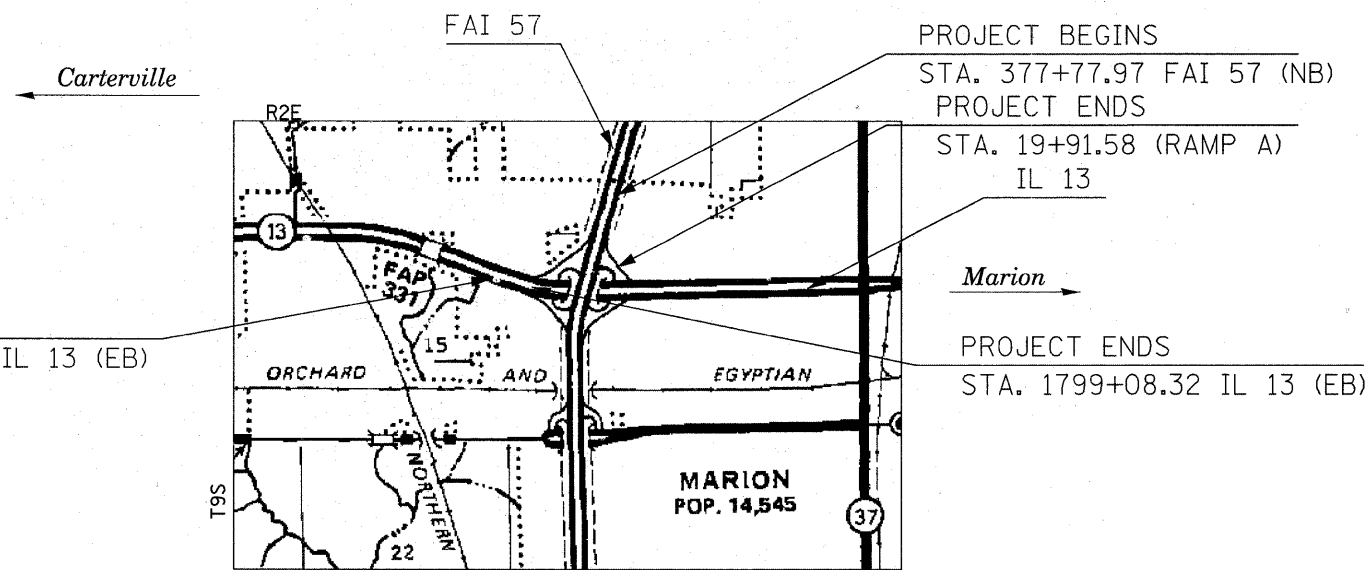 FAI 57
PROJECT BEGINS
STA. 377+77.97 FAI 57 (NB)
PROJECT ENDS
STA. 19+91.58 (RAMP A)
IL 13
Carterville
R2E
13
FAP
331
Marion
IL 13 (EB)
PROJECT ENDS
STA. 1799+08.32 IL 13 (EB)
15
ORCHARD AND EGYPTIAN
NORTHERN
MARION
POP. 14,545
T9S
37
22